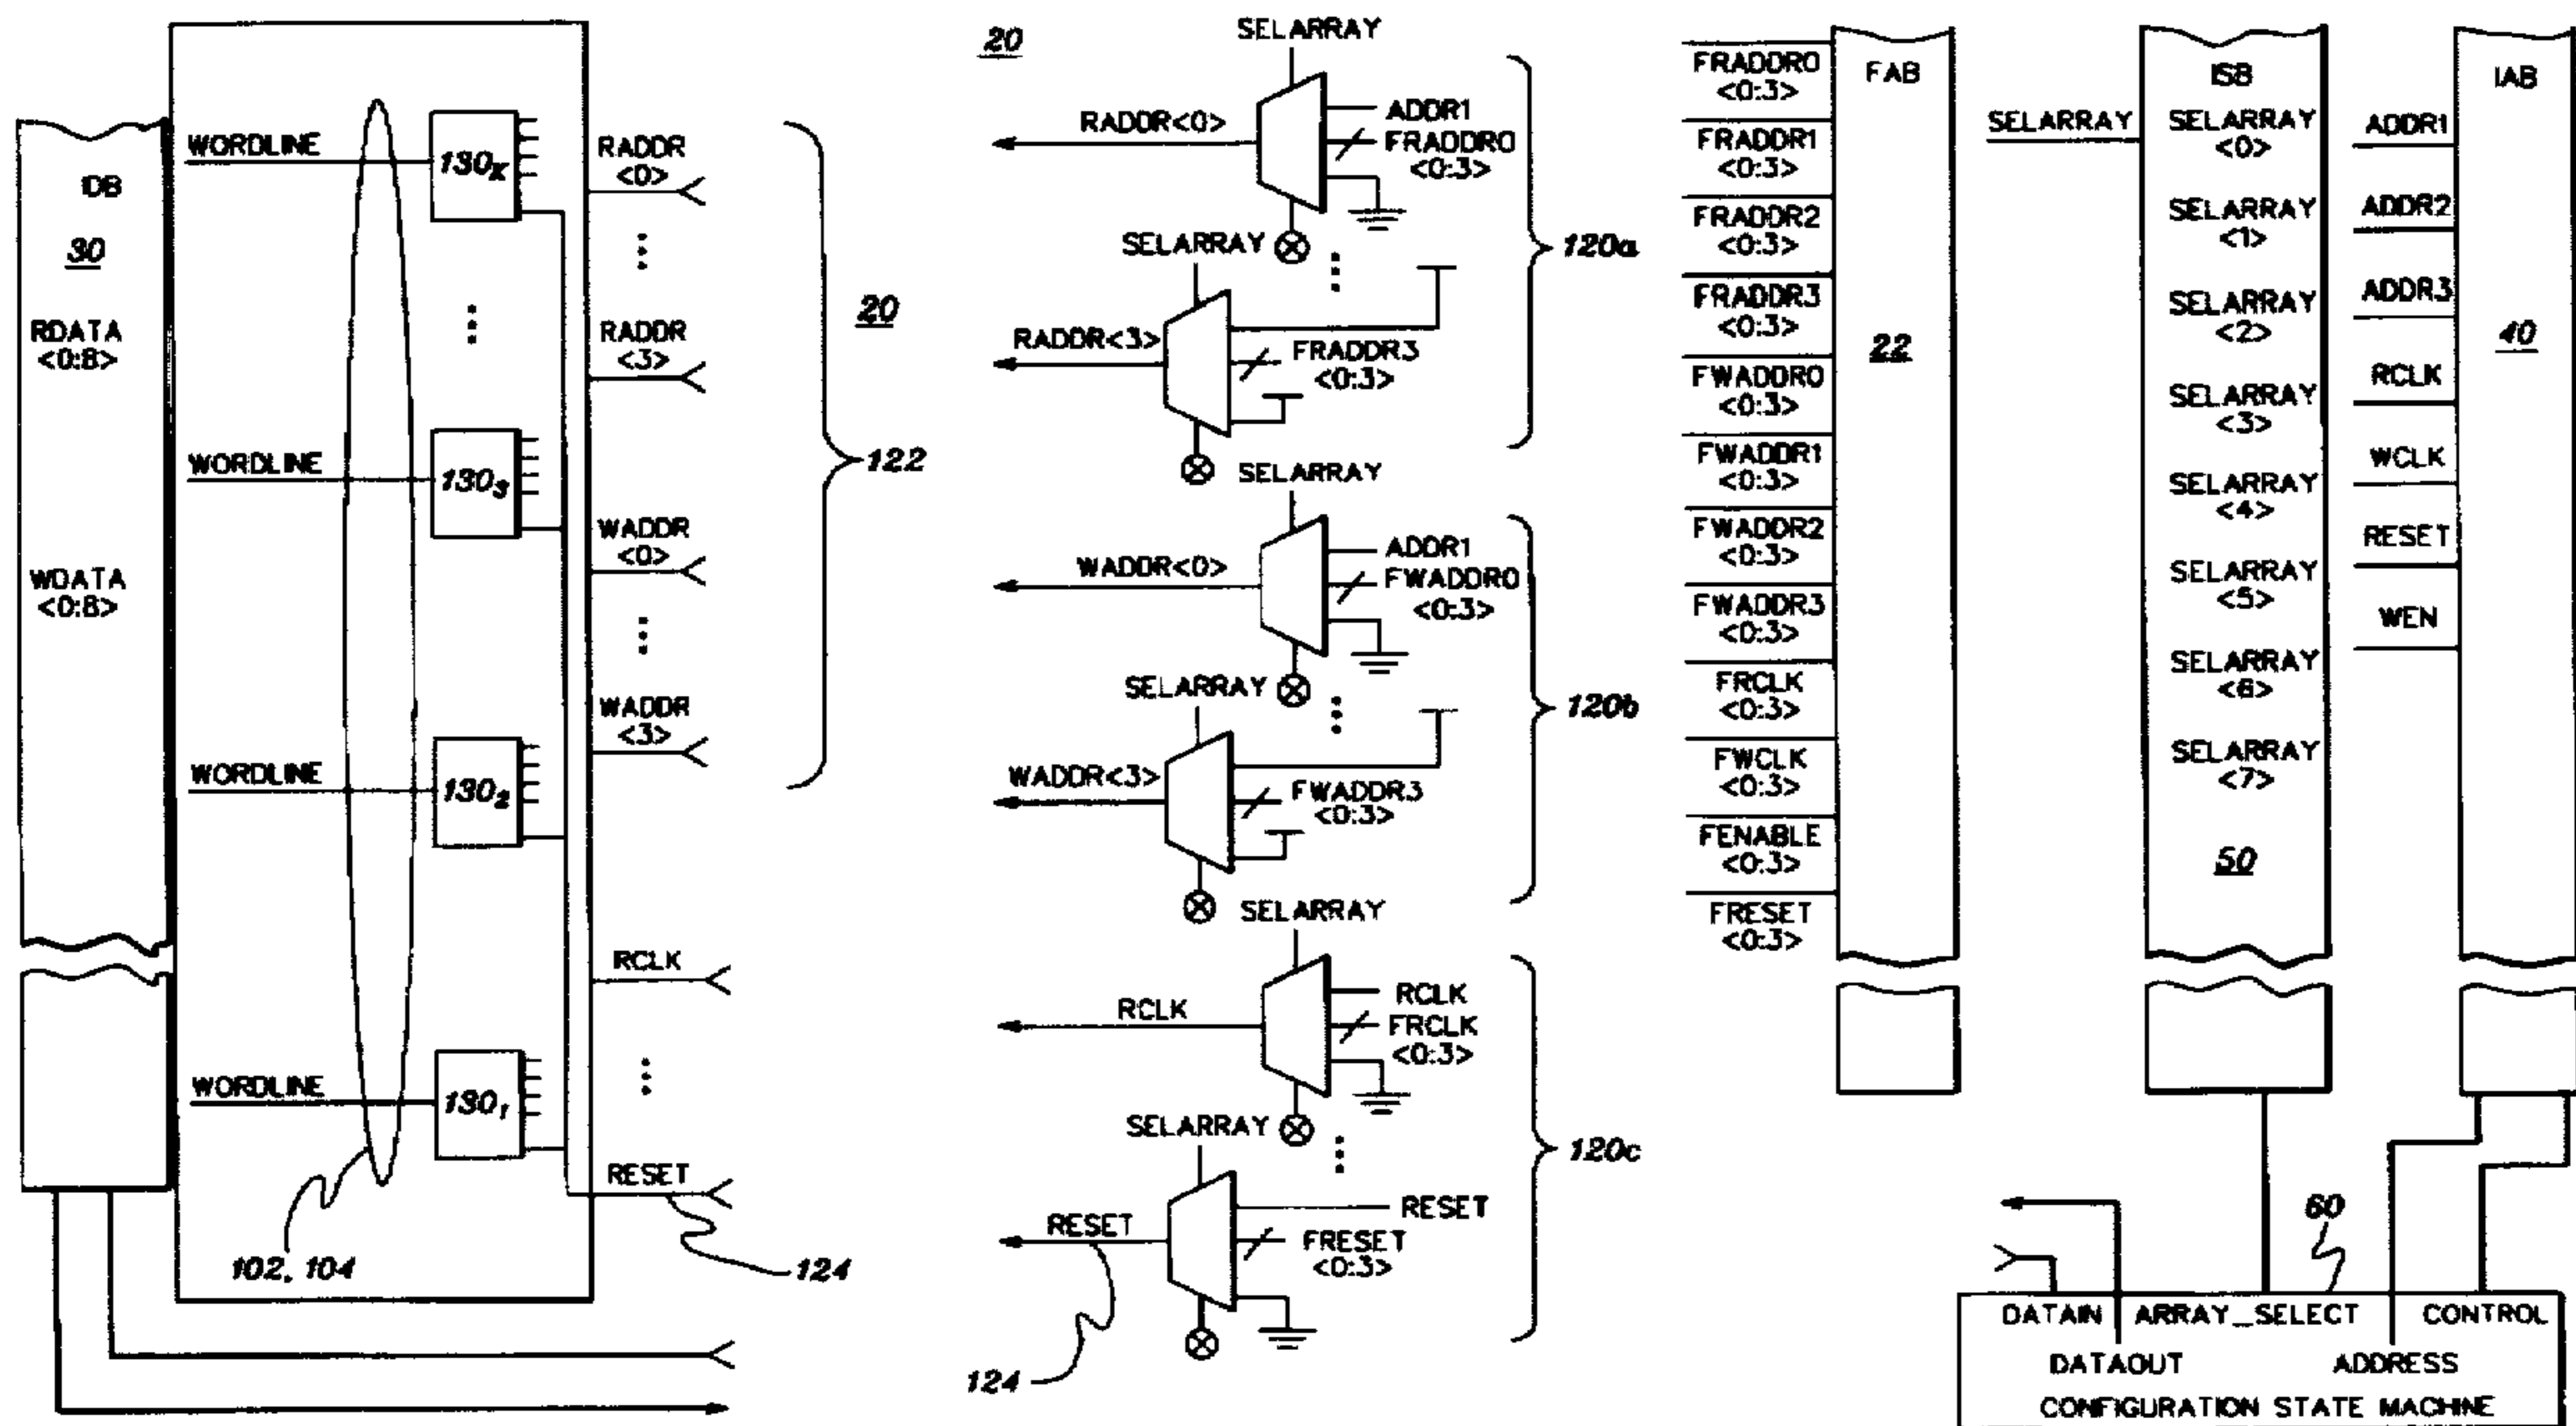 IDB
30
RDATA
<0:8>
WDATA
<0:8>
WORDLINE
130K
WORDLINE
1303
WORDLINE
1302
WORDLINE
1301
102, 104
RADDR
<0>
RADDR
<3>
WADDR
<0>
WADDR
<3>
RCLK
RESET
124
20
122
20
SELARRAY
RADDR<0>
ADDR1
FRADDR0
<0:3>
SELARRAY
RADDR<3>
FRADDR3
<0:3>
120a
SELARRAY
WADDR<0>
ADDR1
FWADDR0
<0:3>
SELARRAY
WADDR<3>
FWADDR3
<0:3>
120b
SELARRAY
RCLK
RCLK
FRCLK
<0:3>
SELARRAY
RESET
RESET
FRESET
<0:3>
120c
124
FRADDR0
<0:3>
FRADDR1
<0:3>
FRADDR2
<0:3>
FRADDR3
<0:3>
FWADDR0
<0:3>
FWADDR1
<0:3>
FWADDR2
<0:3>
FWADDR3
<0:3>
FRCLK
<0:3>
FWCLK
<0:3>
FENABLE
<0:3>
FRESET
<0:3>
FAB
22
SELARRAY
ISB
SELARRAY
<0>
SELARRAY
<1>
SELARRAY
<2>
SELARRAY
<3>
SELARRAY
<4>
SELARRAY
<5>
SELARRAY
<6>
SELARRAY
<7>
50
ADDR1
ADDR2
ADDR3
RCLK
WCLK
RESET
WEN
IAB
40
60
DATAIN ARRAY_SELECT CONTROL
DATAOUT ADDRESS
CONFIGURATION STATE MACHINE